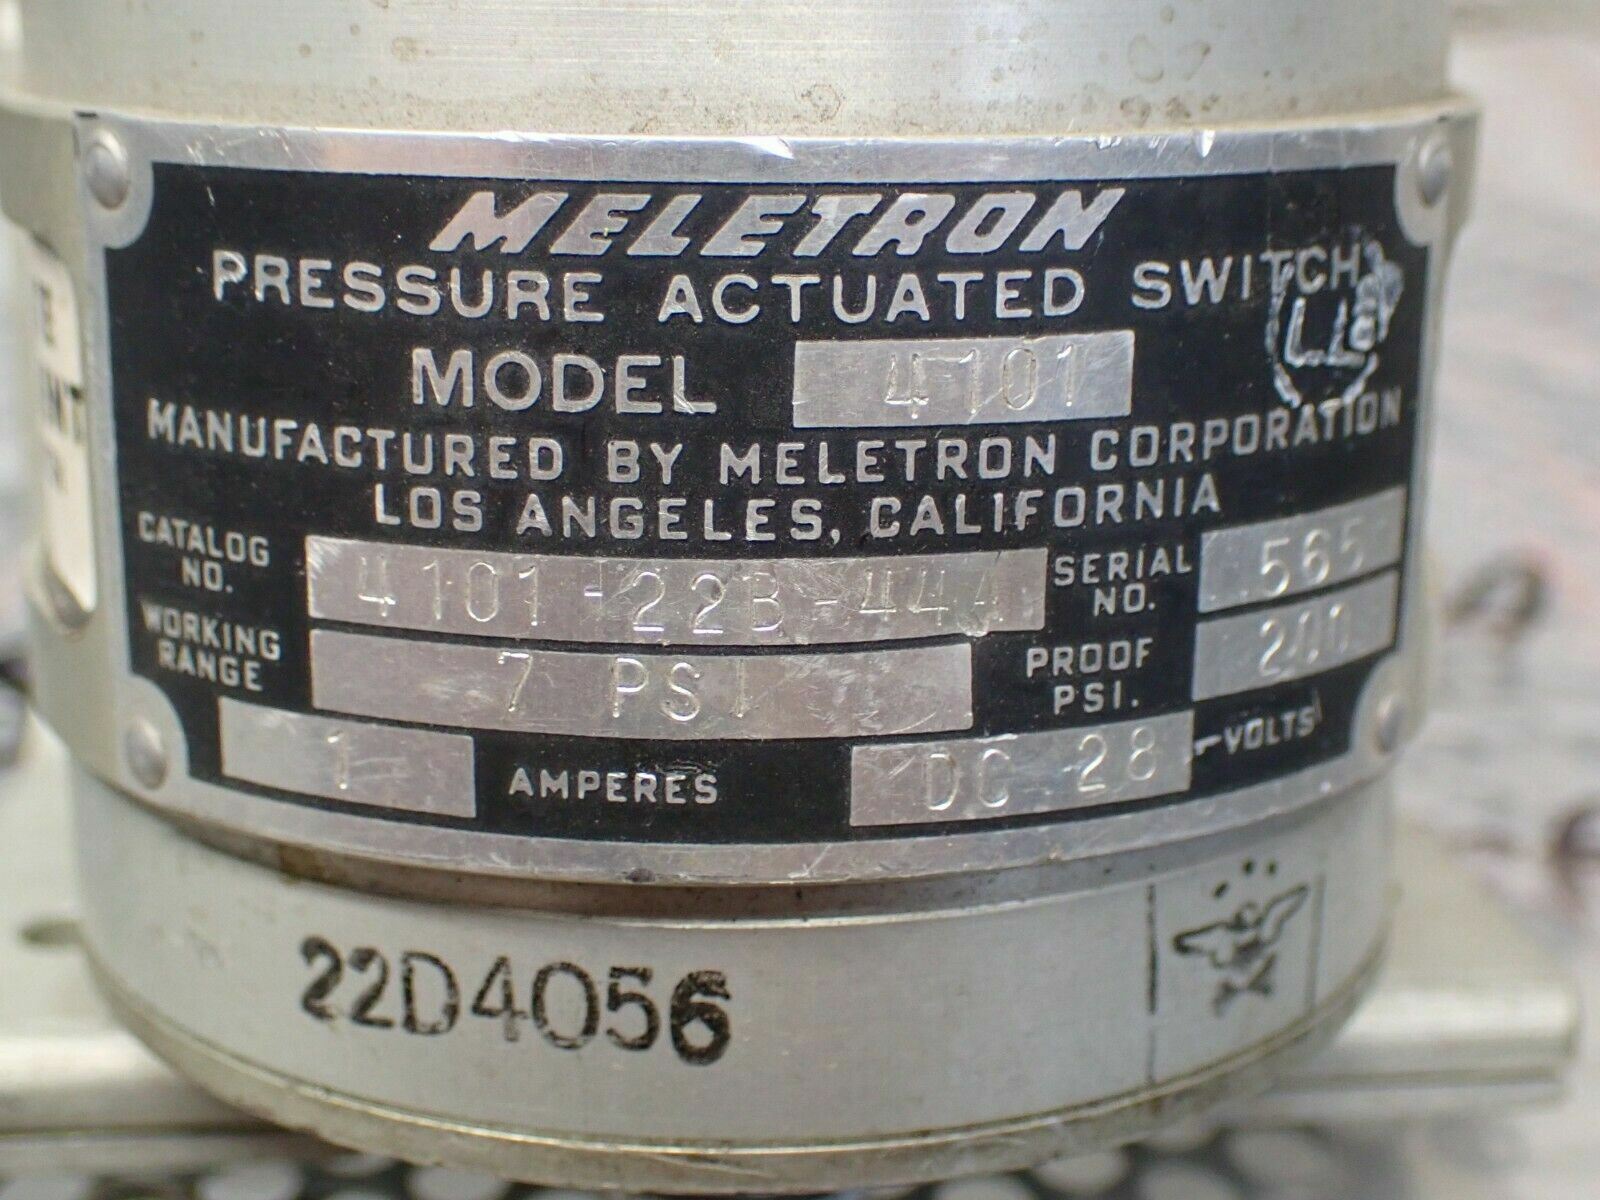 MELETRON
PRESSURE ACTUATED SWITCH
MODEL 4101
MANUFACTURED BY MELETRON CORPORATION
LOS ANGELES, CALIFORNIA
CATALOG NO. 4101-22B-44A SERIAL NO. 565
WORKING RANGE 7 PSI PROOF PSI. 200
1 AMPERES DC 28 VOLTS
22D4056